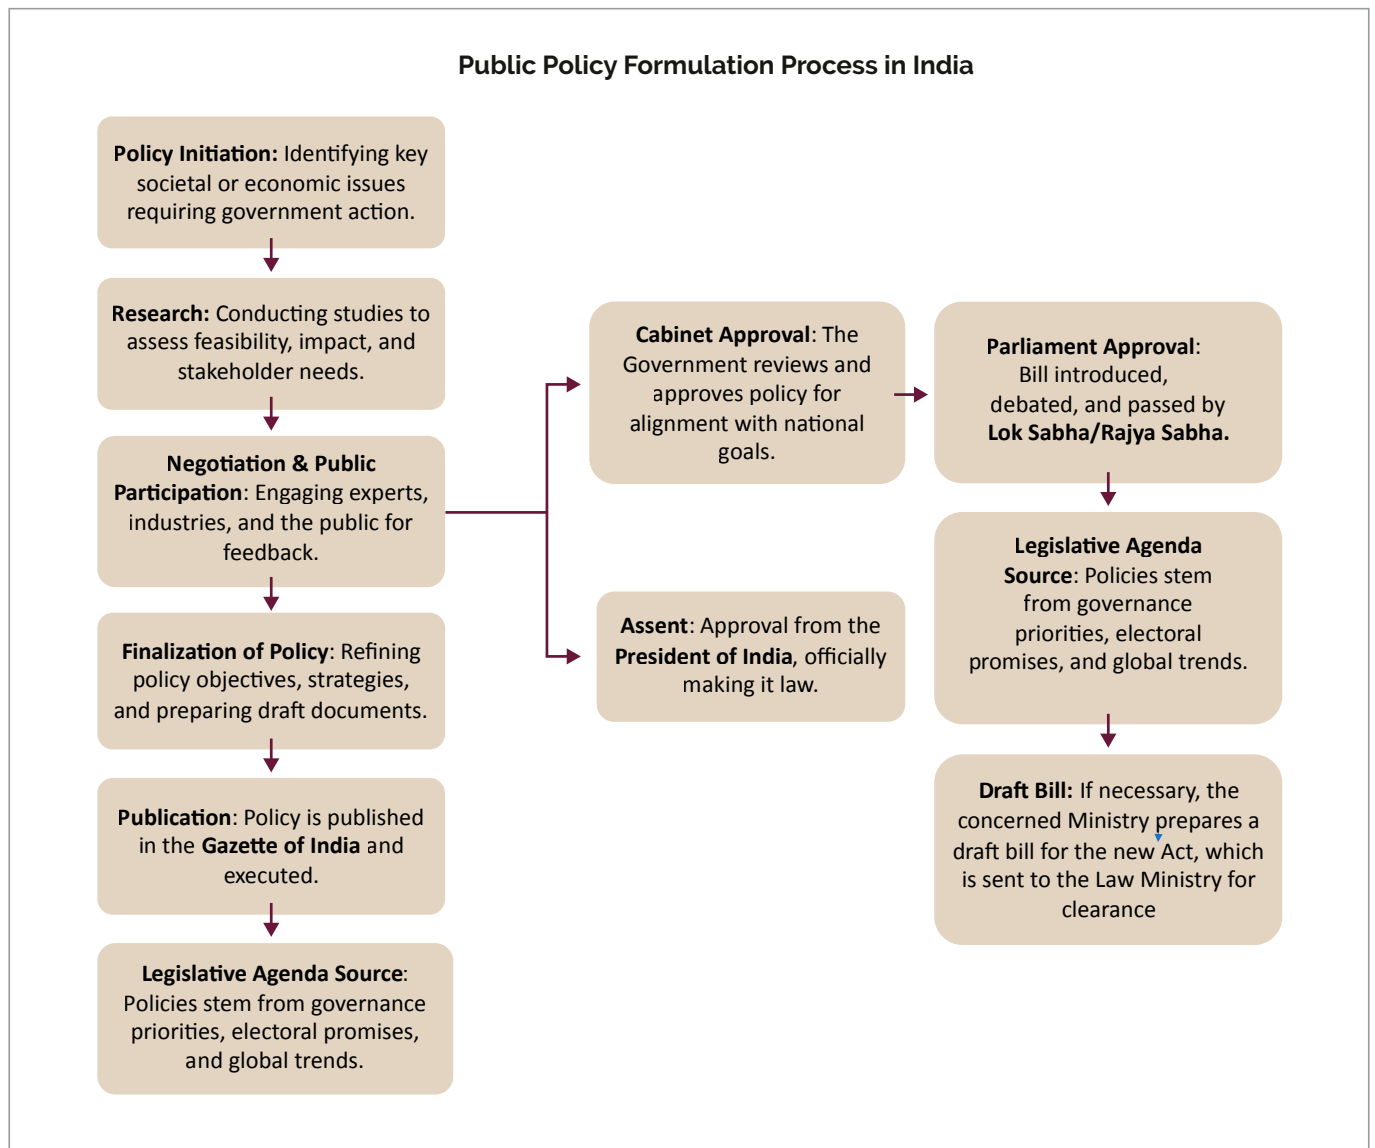 Public Policy Formulation Process in India
Policy Initiation: Identifying key
societal or economic issues
requiring government action.
Research: Conducting studies to
assess feasibility, impact, and
stakeholder needs.
Negotiation & Public
Participation: Engaging experts,
industries, and the public for
feedback.
Finalization of Policy: Refining
policy objectives, strategies,
and preparing draft documents.
Publication: Policy is published
in the Gazette of India and
executed.
Legislative Agenda Source:
Policies stem from governance
priorities, electoral promises,
and global trends.
Cabinet Approval: The
Government reviews and
approves policy for
alignment with national
goals.
Assent: Approval from the
President of India, officially
making it law.
Parliament Approval:
Bill introduced,
debated, and passed by
Lok Sabha/Rajya Sabha.
Legislative Agenda
Source: Policies stem
from governance
priorities, electoral
promises, and global trends.
Draft Bill: If necessary, the
concerned Ministry prepares a
draft bill for the new Act, which
is sent to the Law Ministry for
clearance